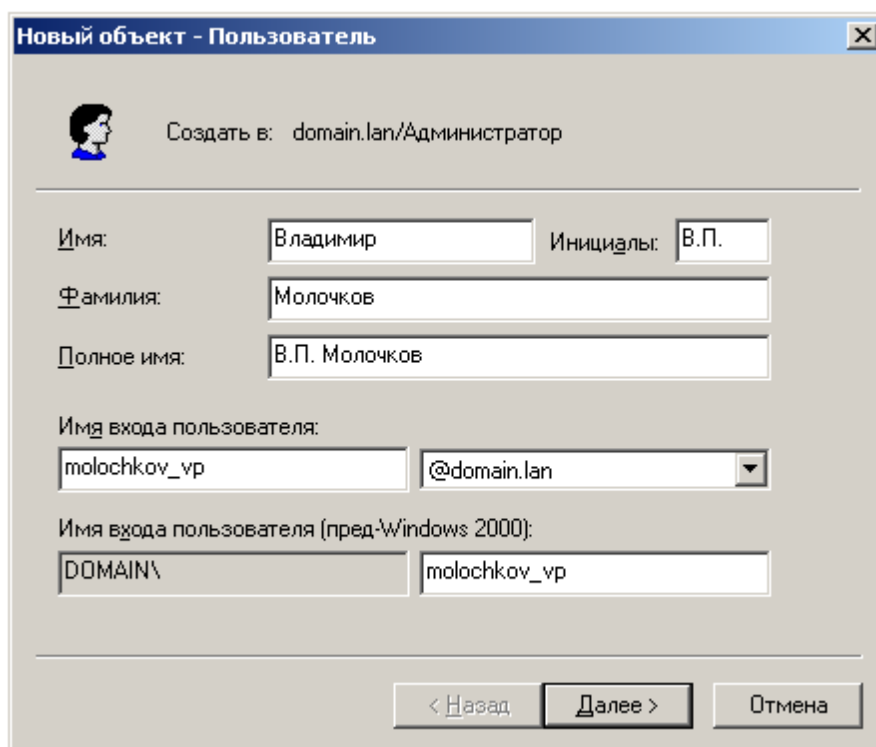 Новый объект - Пользователь
Создать в: domain.lan/Администратор
Имя: Владимир Инициалы: В.П.
Фамилия: Молочков
Полное имя: В.П. Молочков
Имя входа пользователя:
molochkov_vp @domain.lan
Имя входа пользователя (пред-Windows 2000):
DOMAIN\ molochkov_vp
< Назад Далее > Отмена